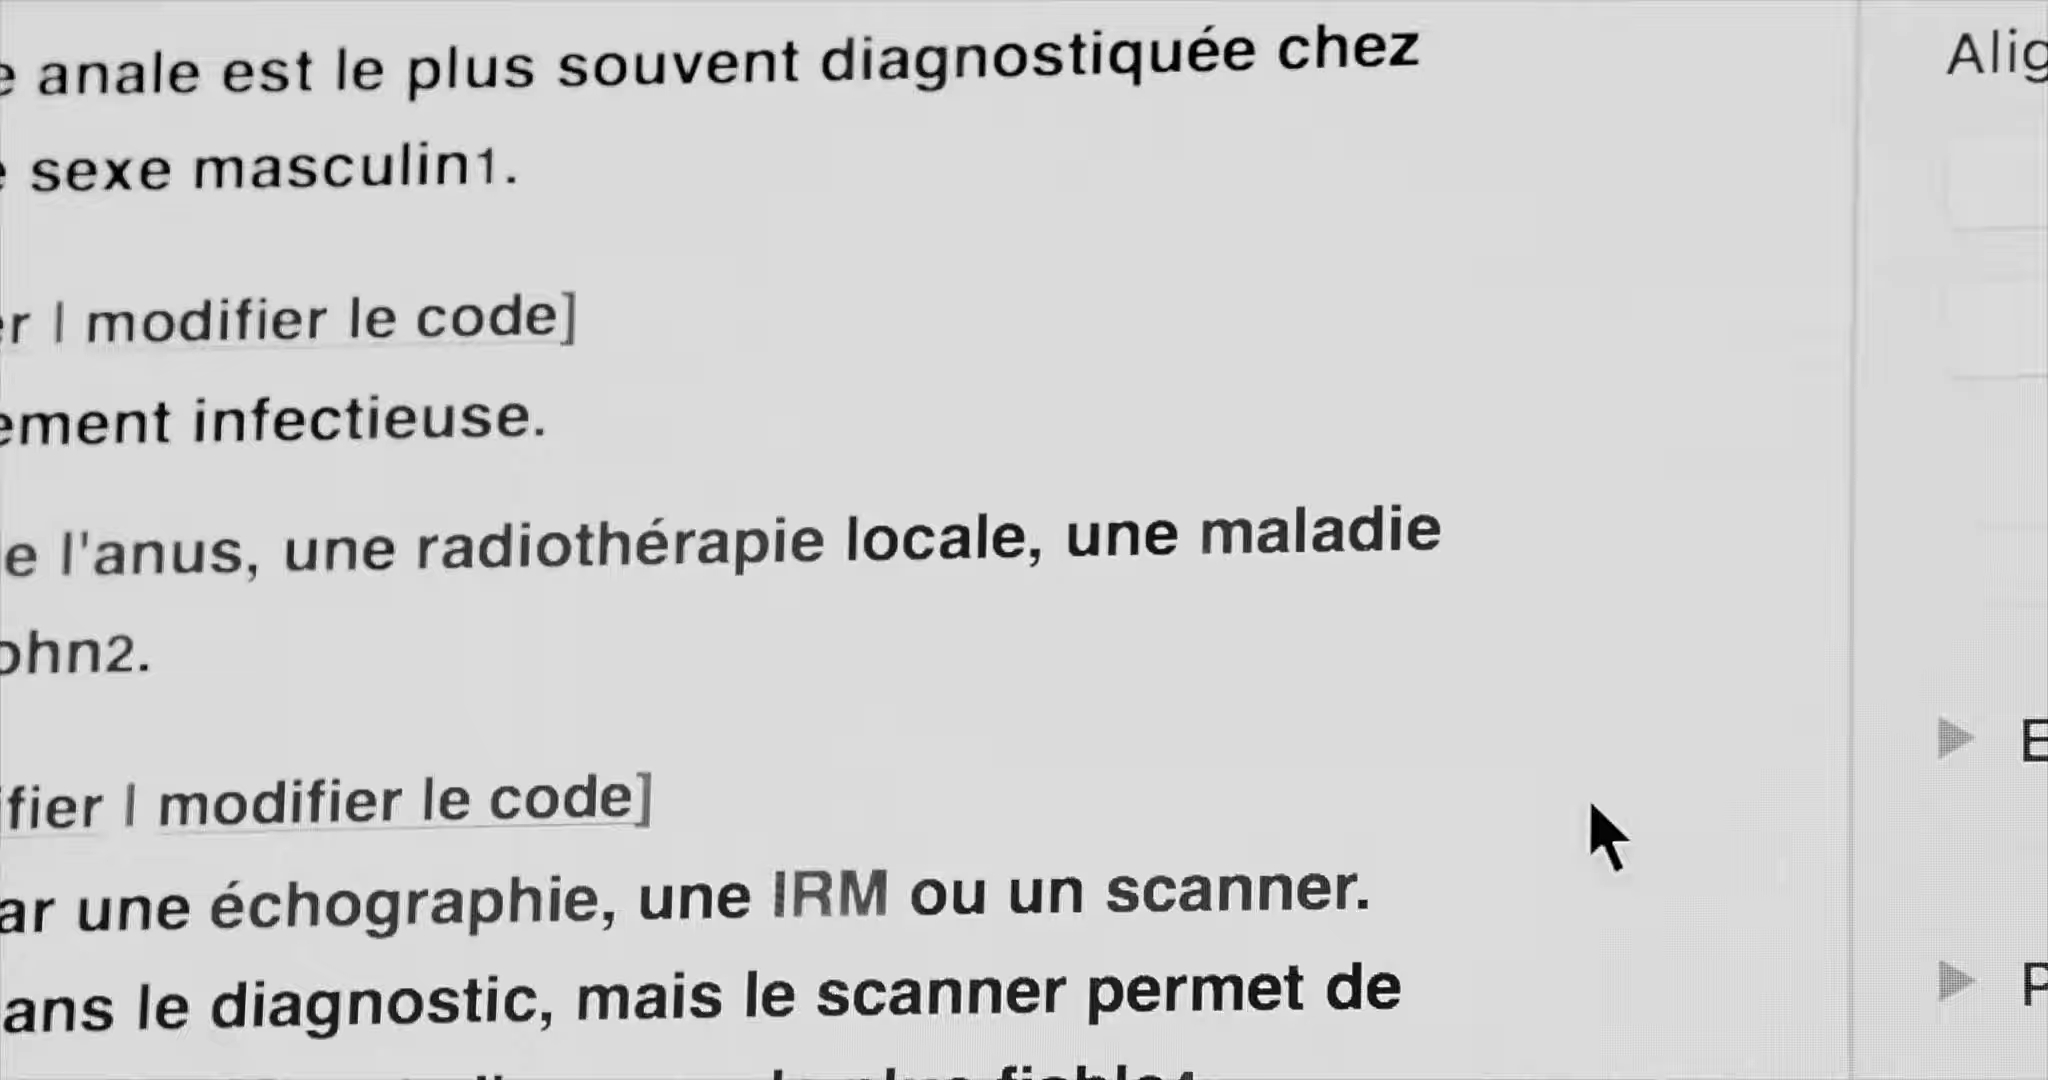 anale est le plus souvent diagnostiquée chez
sexe masculin1.
er | modifier le code]
ement infectieuse.
e l'anus, une radiothérapie locale, une maladie
ohn2.
ifier | modifier le code]
ar une échographie, une IRM ou un scanner.
ans le diagnostic, mais le scanner permet de
Alig
E
P